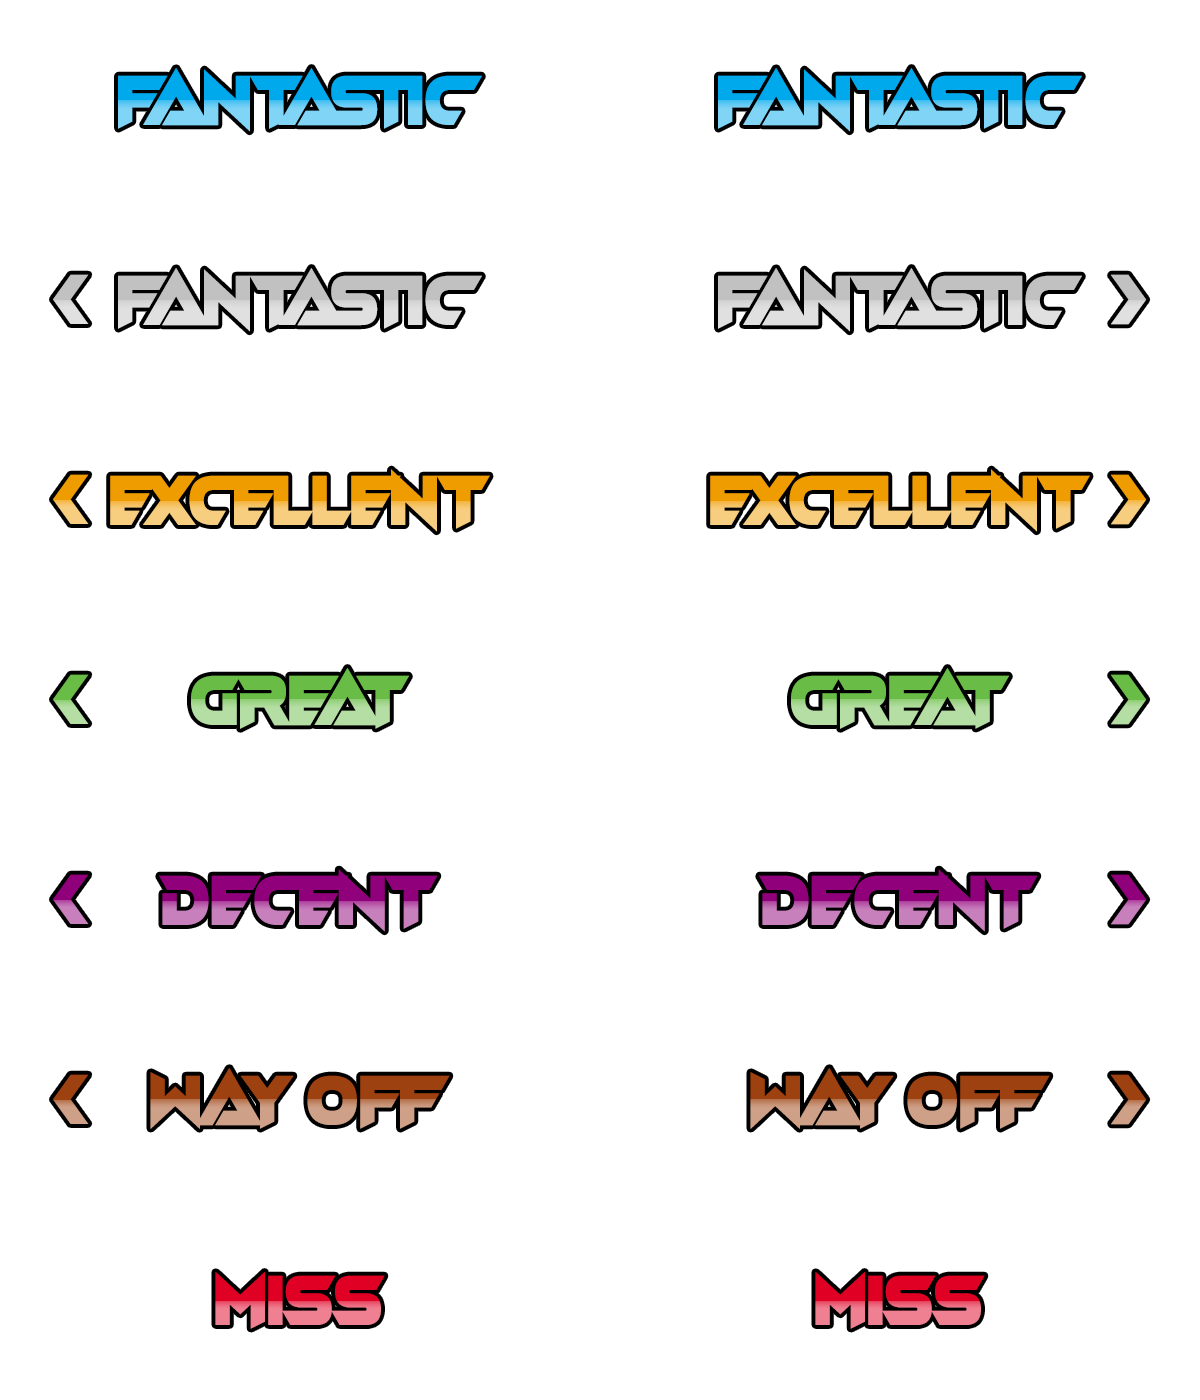 FANTASTIC FANTASTIC
< FANTASTIC FANTASTIC >
< EXCELLENT EXCELLENT >
< GREAT GREAT >
< DECENT DECENT >
< WAY OFF WAY OFF >
MISS MISS